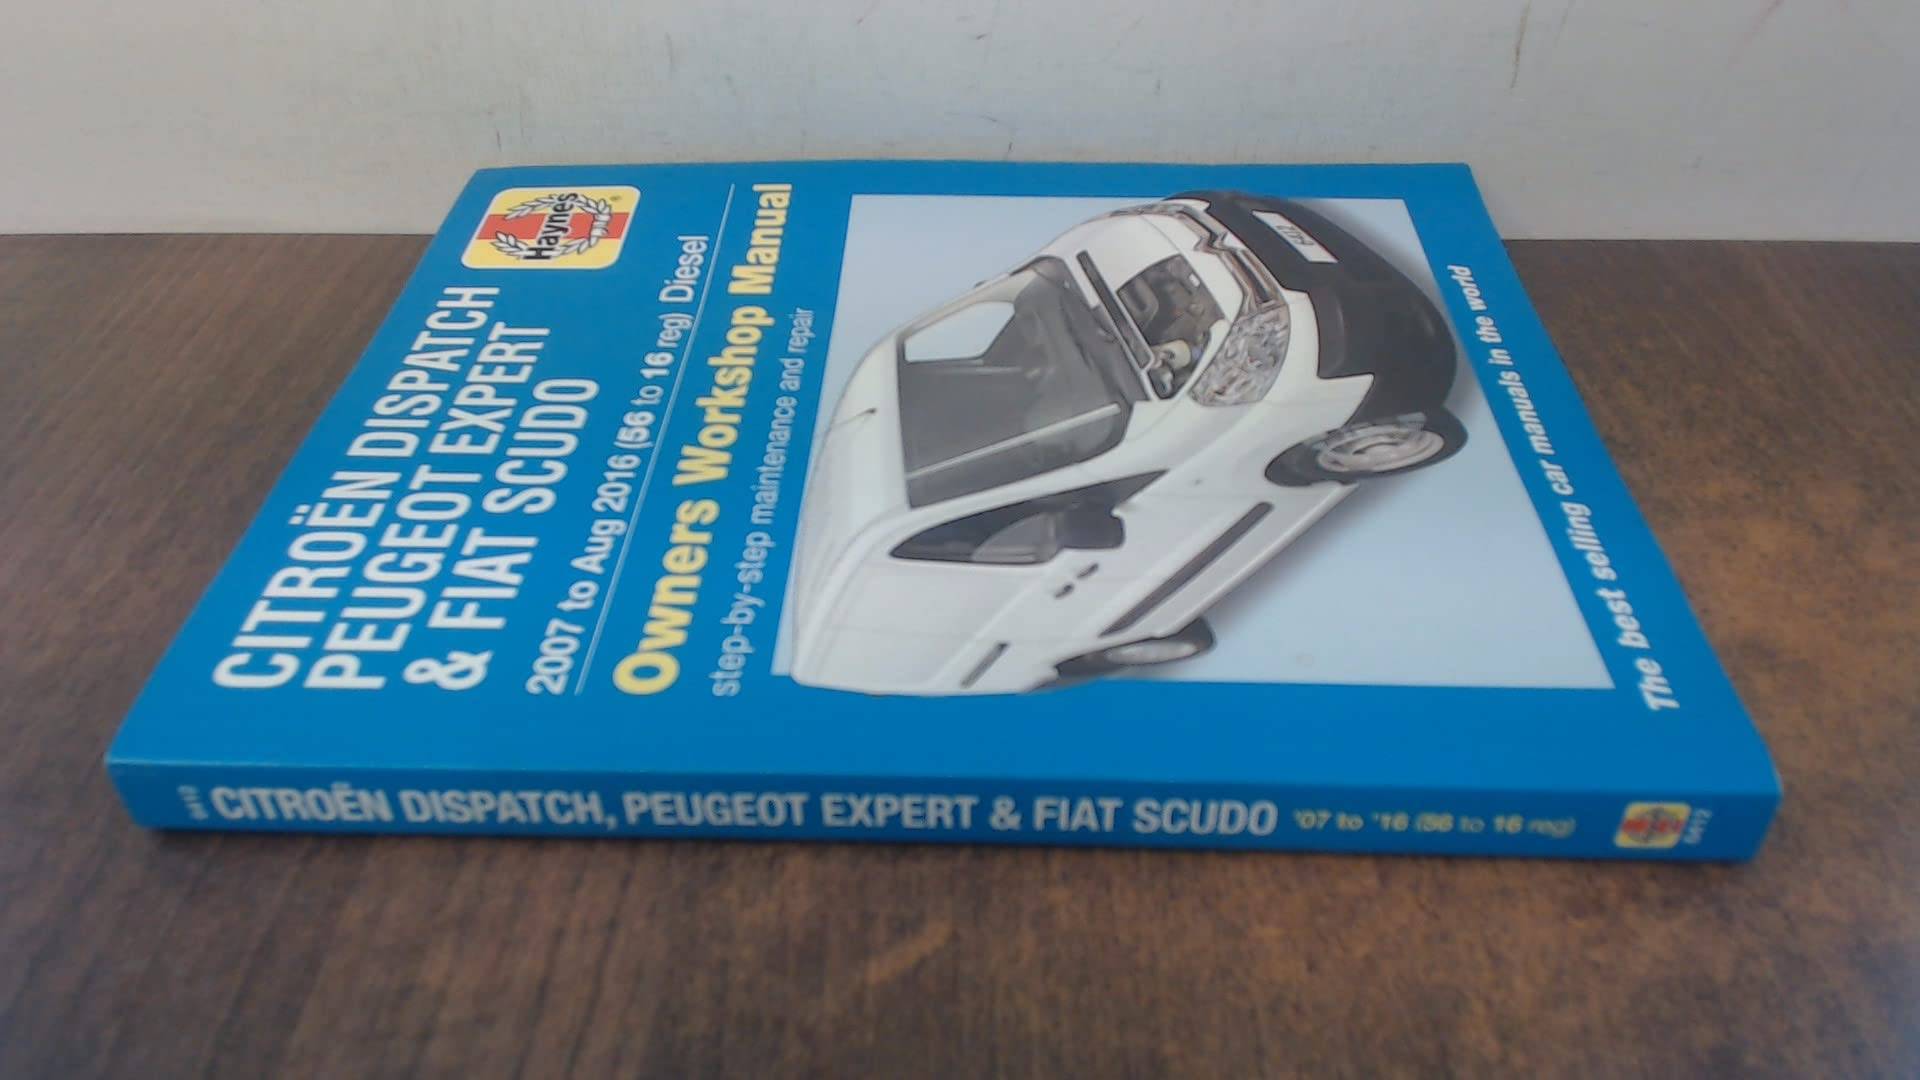 Haynes
CITROËN DISPATCH
PEUGEOT EXPERT
& FIAT SCUDO
2007 to Aug 2016 (56 to 16 reg) Diesel
Owners Workshop Manual
step-by-step maintenance and repair
The best selling car manuals in the world
CITROËN DISPATCH, PEUGEOT EXPERT & FIAT SCUDO '07 to '16 (56 to 16 reg)